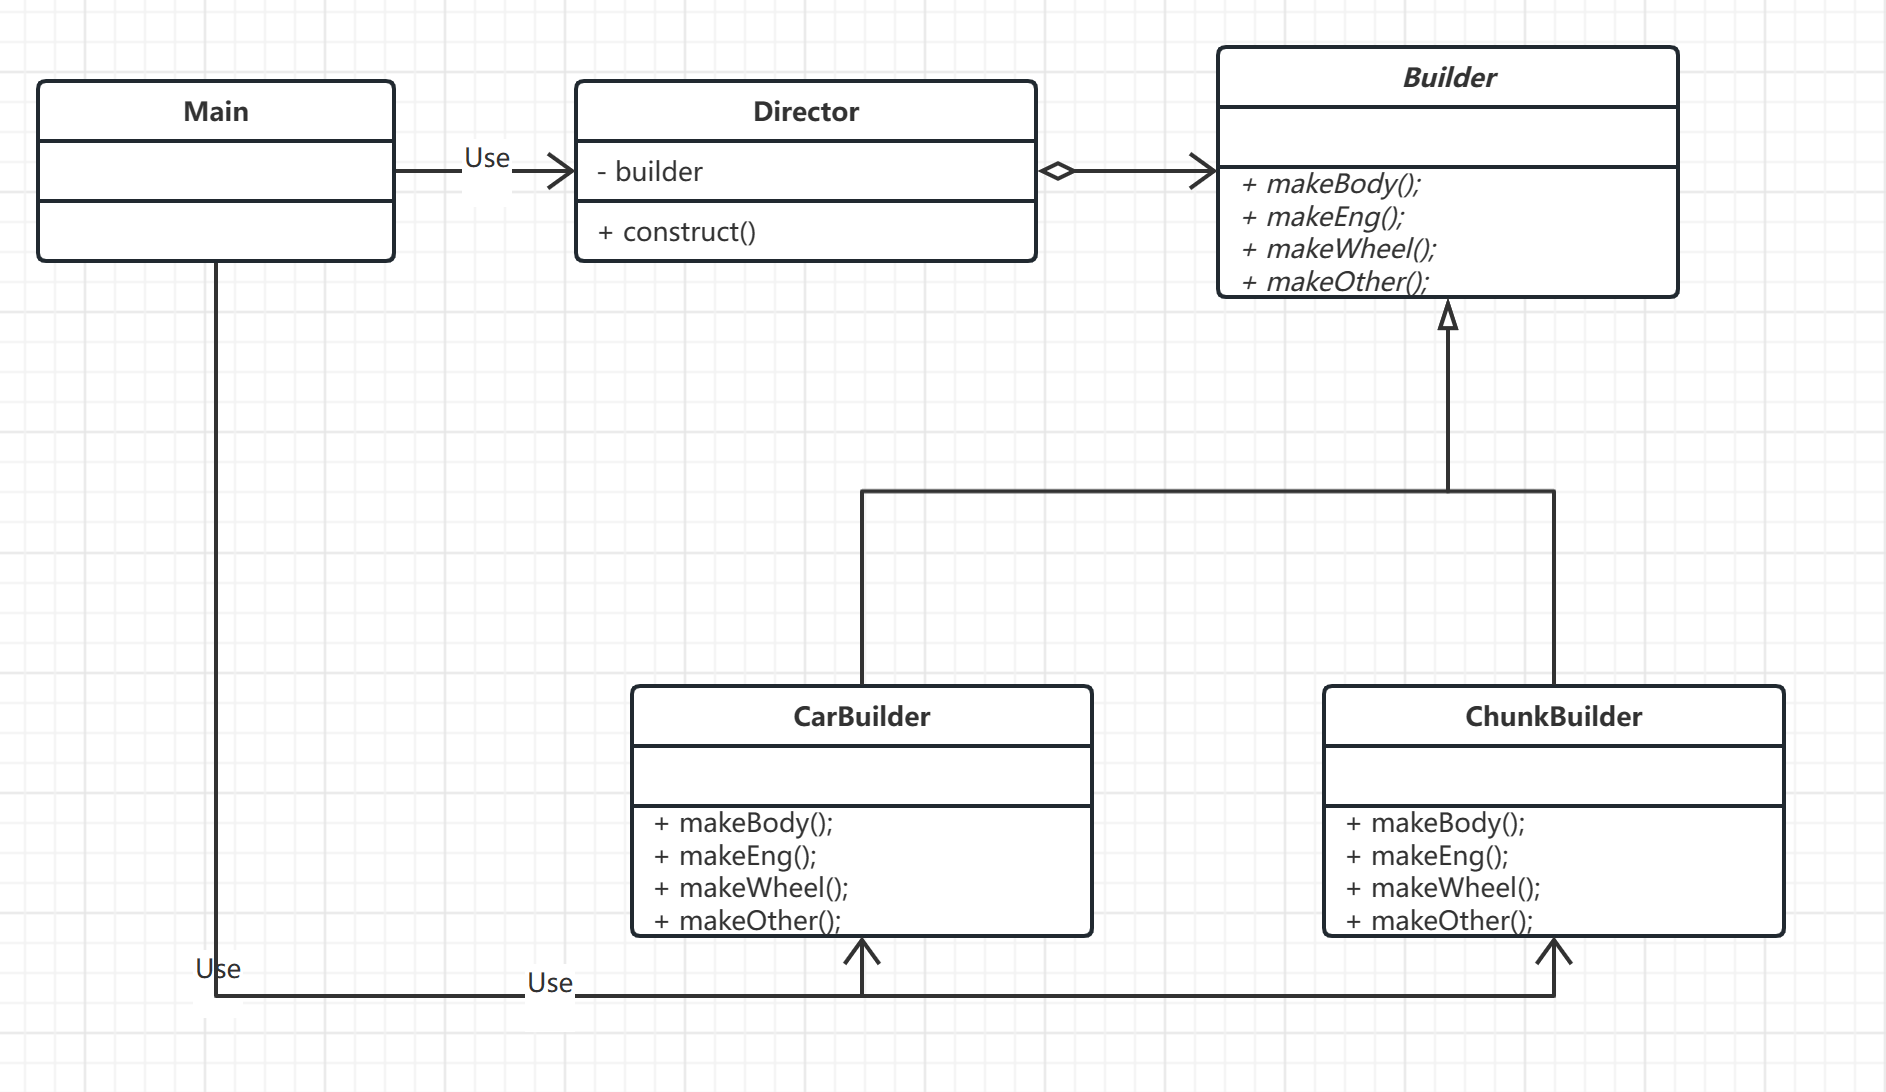 Main
Use
Director
- builder
+ construct()
Builder
+ makeBody();
+ makeEng();
+ makeWheel();
+ makeOther();
CarBuilder
+ makeBody();
+ makeEng();
+ makeWheel();
+ makeOther();
ChunkBuilder
+ makeBody();
+ makeEng();
+ makeWheel();
+ makeOther();
Use
Use